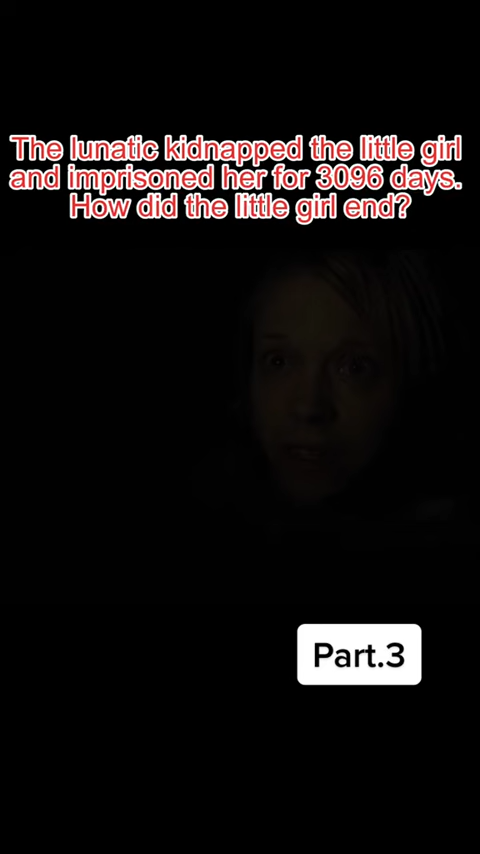 The lunatic kidnapped the little girl
and imprisoned her for 3096 days.
How did the little girl end?
Part.3